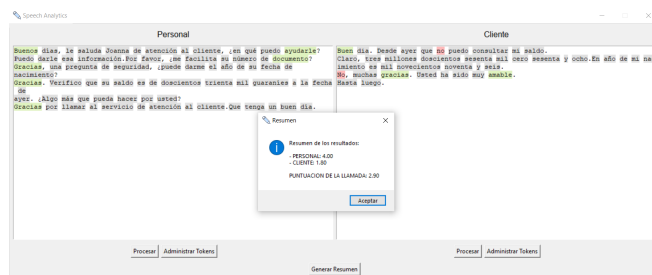 Speech Analytics
Personal
Cliente
Buenos dias, le saluda Joanna de atención al cliente, ¿en qué puedo ayudarle?
Puedo darle esa información.Por favor, ¿me facilita su número de documento?
Gracias, una pregunta de seguridad, ¿puede darme el año de su fecha de
nacimiento?
Gracias. Verifico que su saldo es de doscientos treinta mil guaranies a la fecha
de
ayer. ¿Algo más que pueda hacer por usted?
Gracias por llamar al servicio de atención al cliente.Que tenga un buen dia.
Buen dia. Desde ayer que no puedo consultar mi saldo.
Claro, tres millones doscientos sesenta mil cero sesenta y ocho.En año de mi nac
imiento es mil novecientos noventa y seis.
No, muchas gracias. Usted ha sido muy amable.
Hasta luego.
Resumen
Resumen de los resultados:
- PERSONAL: 4.00
- CLIENTE: 1.80
PUNTUACION DE LA LLAMADA: 2.90
Aceptar
Procesar
Administrar Tokens
Procesar
Administrar Tokens
Generar Resumen